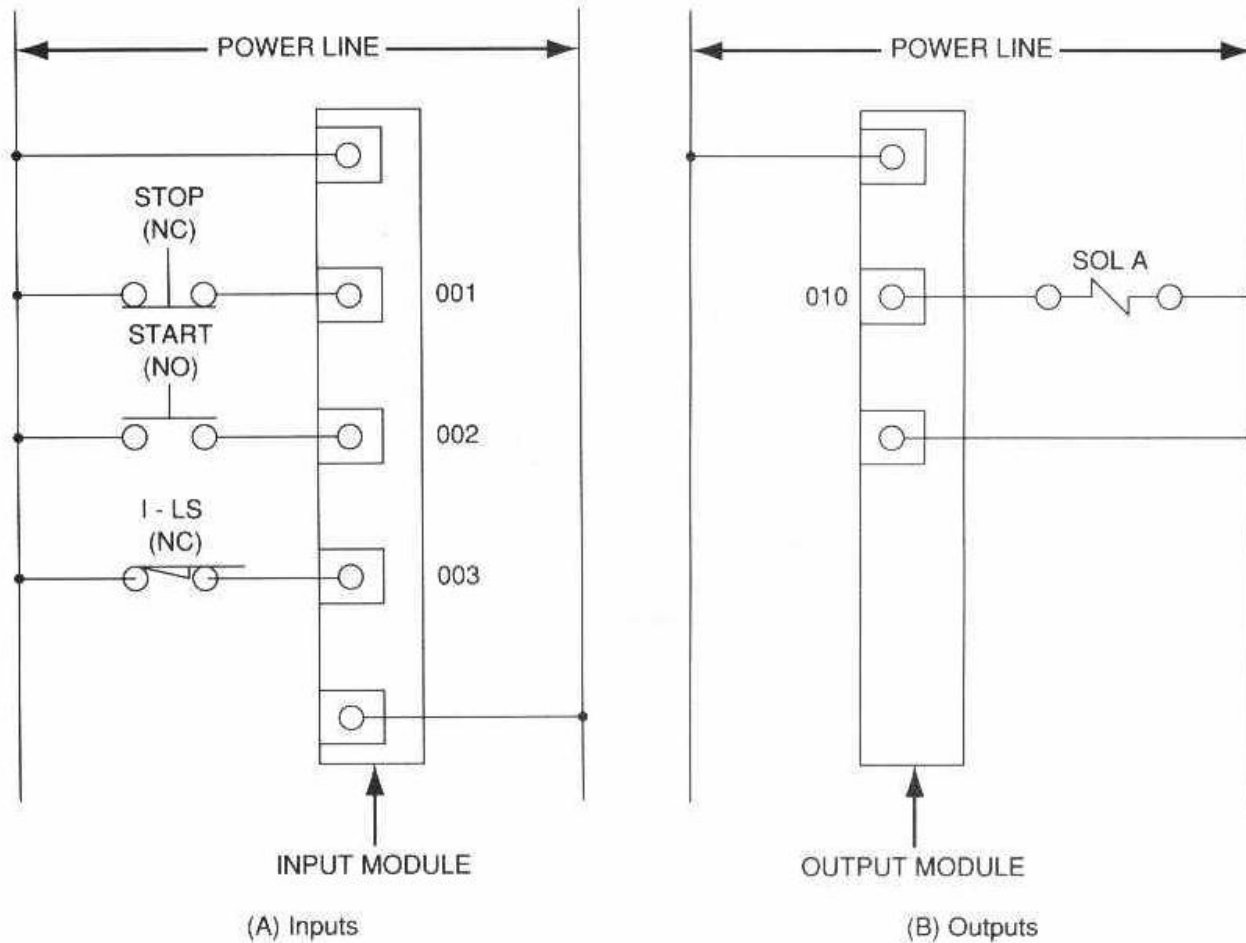 POWER LINE
STOP
(NC)
001
START
(NO)
002
I - LS
(NC)
003
INPUT MODULE
(A) Inputs
POWER LINE
SOL A
010
OUTPUT MODULE
(B) Outputs